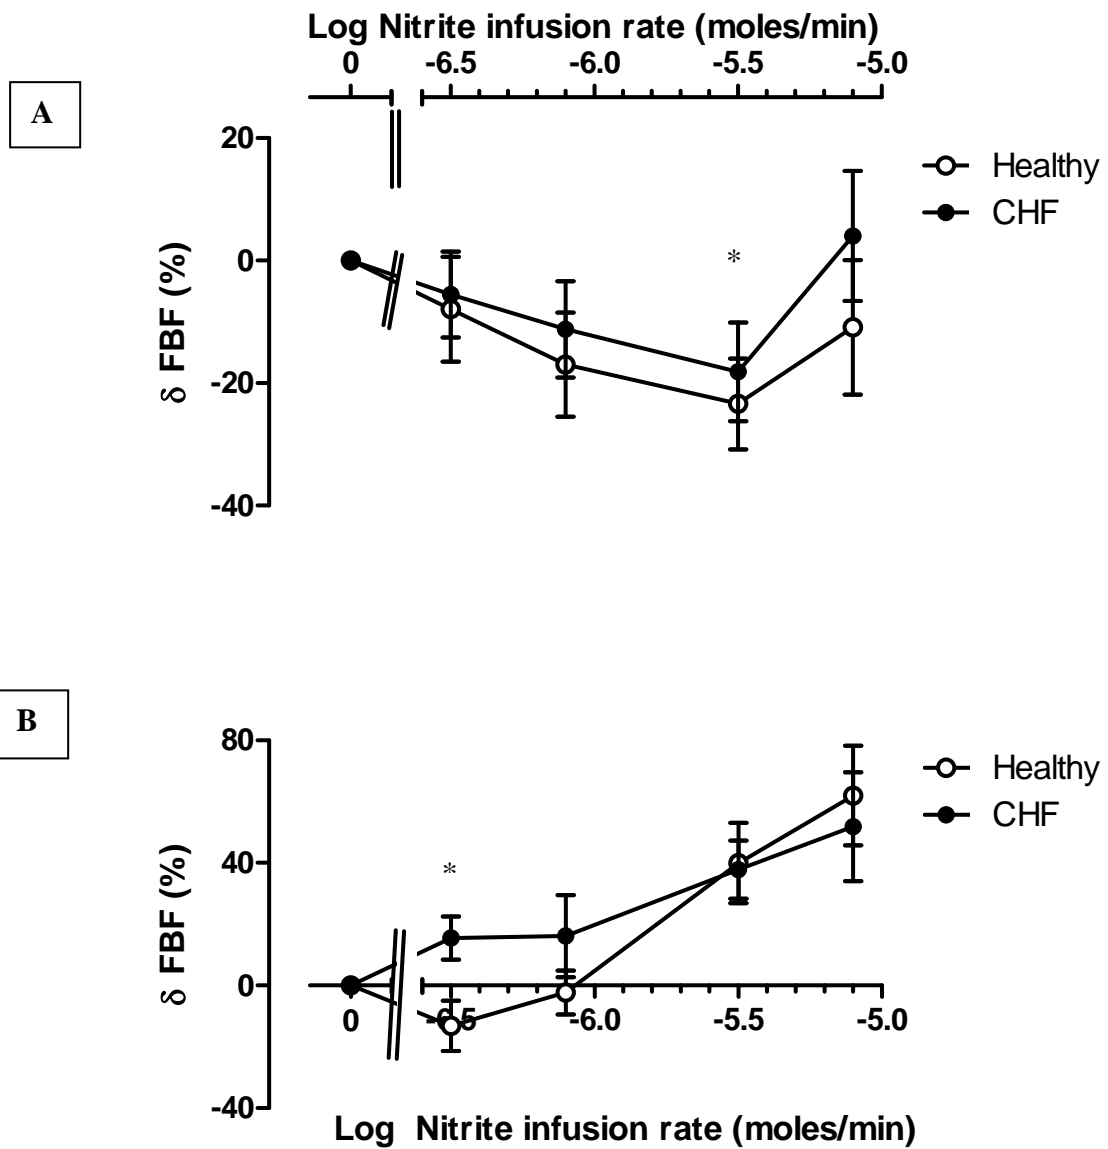 Log Nitrite infusion rate (moles/min)
0 -6.5 -6.0 -5.5 -5.0
A
20
0
-20
-40
δ FBF (%)
*
Healthy
CHF
B
80
40
0
-40
δ FBF (%)
*
Healthy
CHF
0 -6.5 -6.0 -5.5 -5.0
Log Nitrite infusion rate (moles/min)